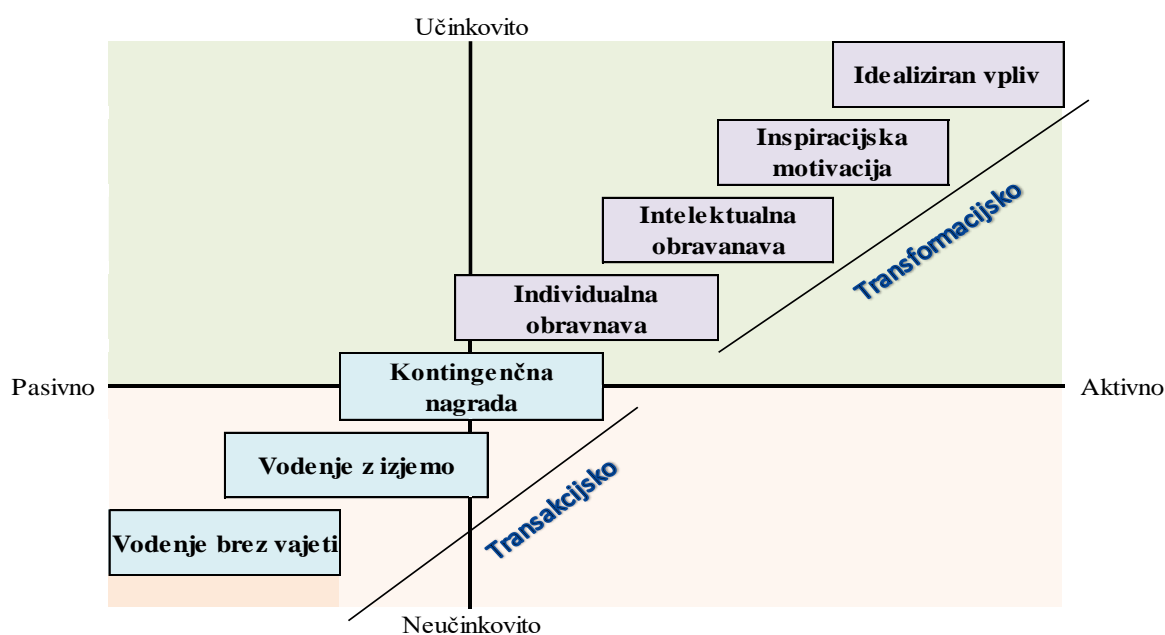 Učinkovito
Idealiziran vpliv
Inspiracijska
motivacija
Intelektualna
obravanava
Transformacijsko
Individualna
obravnava
Kontingenčna
nagrada
Pasivno
Aktivno
Vodenje z izjemo
Transakcijsko
Vodenje brez vajeti
Neučinkovito